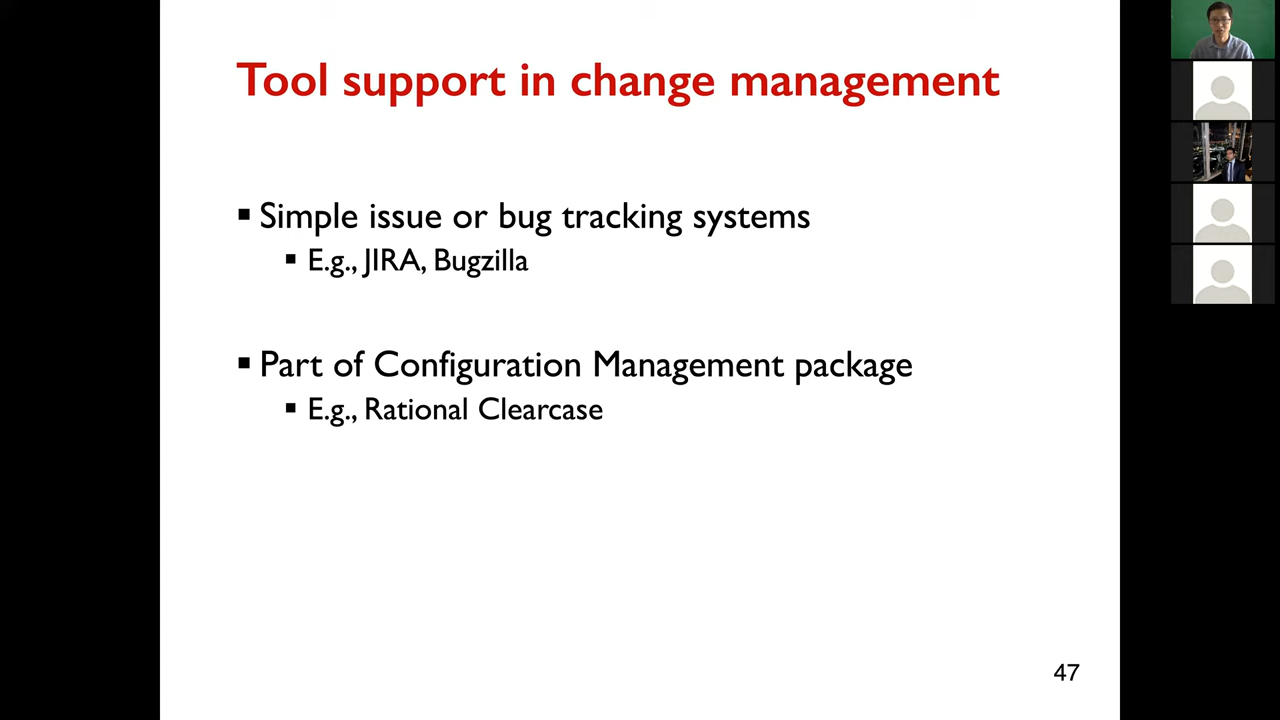 Tool support in change management
▪ Simple issue or bug tracking systems
▪ E.g., JIRA, Bugzilla
▪ Part of Configuration Management package
▪ E.g., Rational Clearcase
47